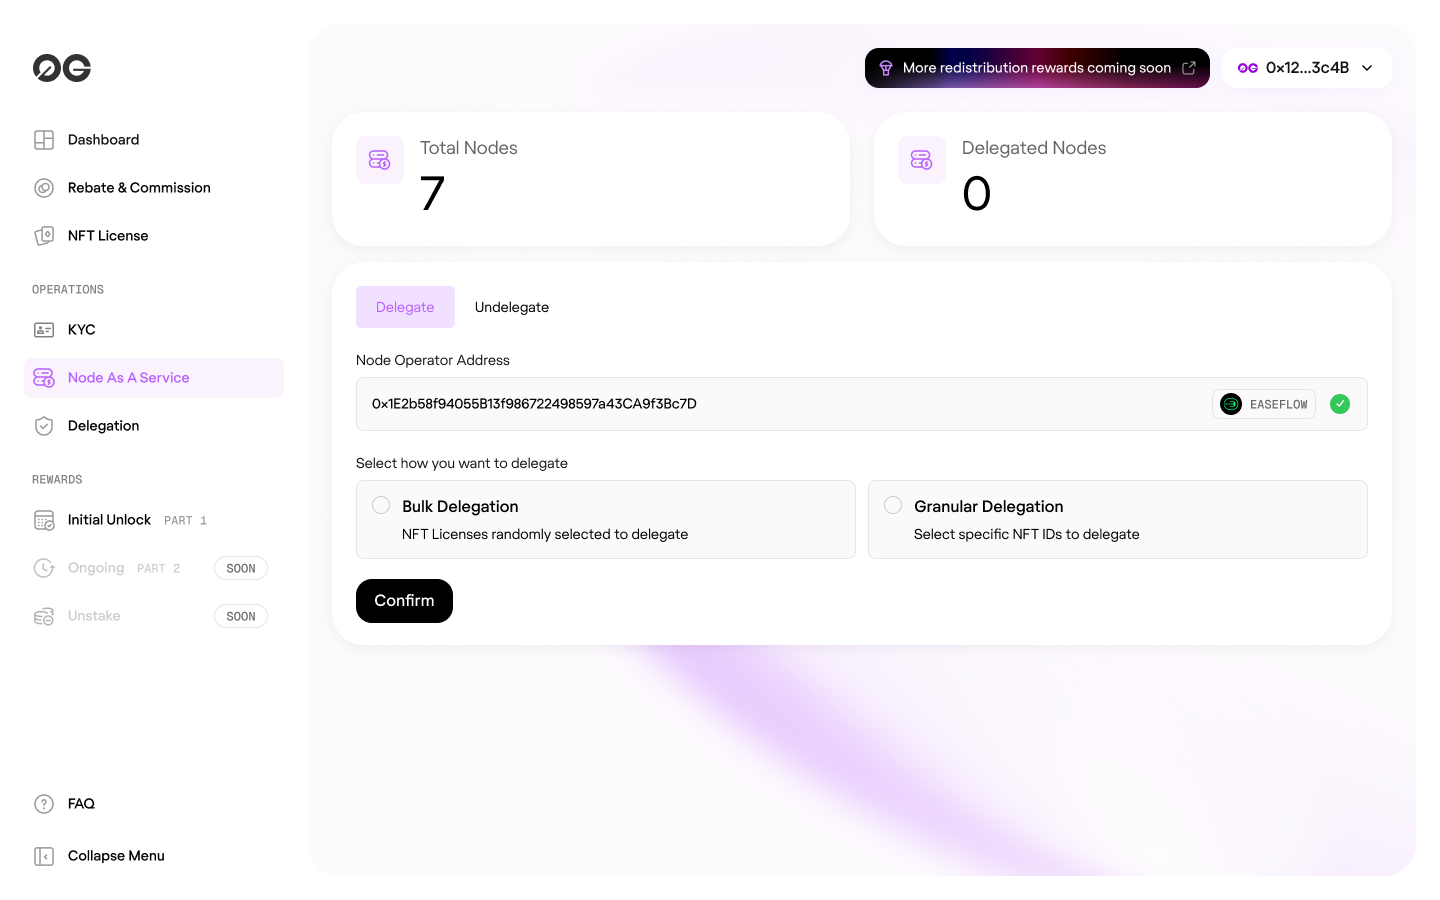 0G
Dashboard
Rebate & Commission
NFT License
OPERATIONS
KYC
Node As A Service
Delegation
REWARDS
Initial Unlock PART 1
Ongoing PART 2 SOON
Unstake SOON
FAQ
Collapse Menu
More redistribution rewards coming soon
0G 0x12...3c4B
Total Nodes
7
Delegated Nodes
0
Delegate Undelegate
Node Operator Address
0x1E2b58f94055B13f986722498597a43CA9f3Bc7D EASEFLOW
Select how you want to delegate
Bulk Delegation
NFT Licenses randomly selected to delegate
Granular Delegation
Select specific NFT IDs to delegate
Confirm